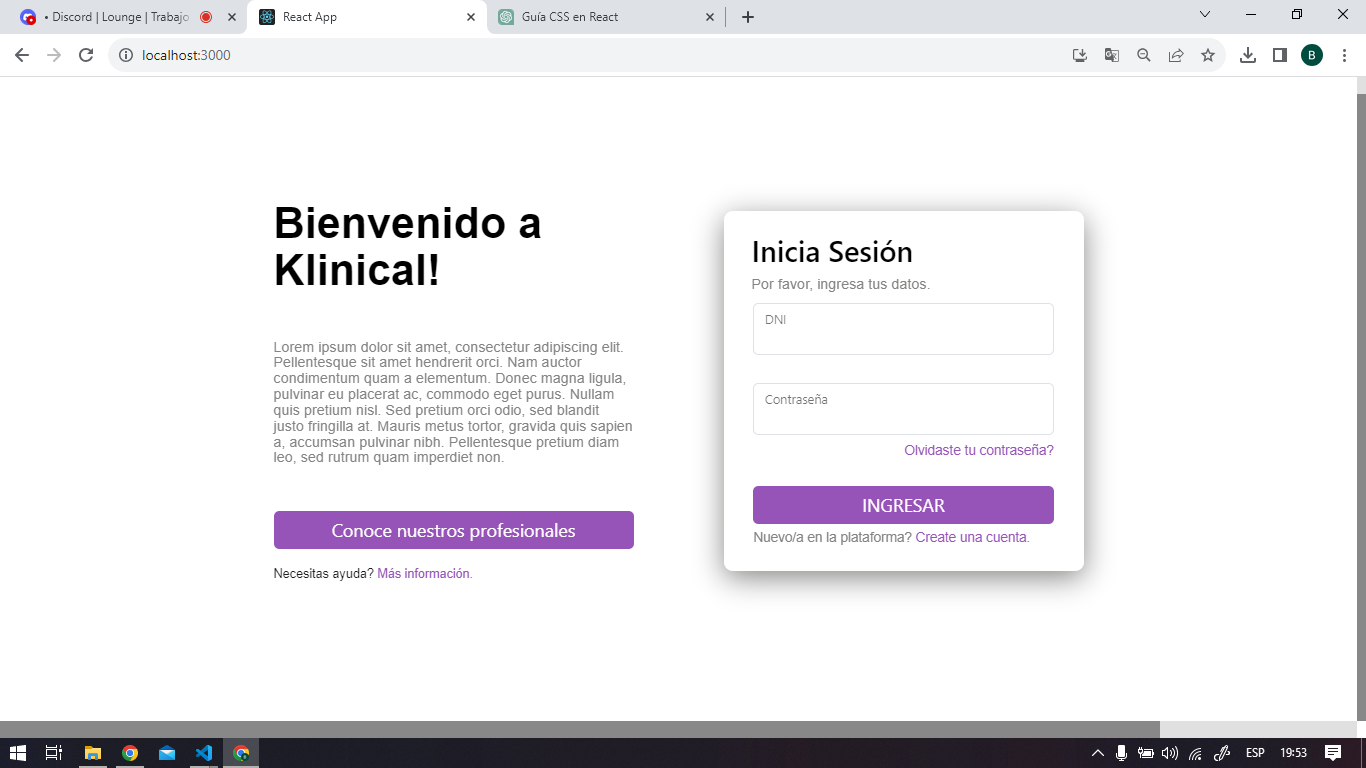 • Discord | Lounge | Trabajo
React App
Guía CSS en React
localhost:3000
B
Bienvenido a
Klinical!
Lorem ipsum dolor sit amet, consectetur adipiscing elit.
Pellentesque sit amet hendrerit orci. Nam auctor
condimentum quam a elementum. Donec magna ligula,
pulvinar eu placerat ac, commodo eget purus. Nullam
quis pretium nisl. Sed pretium orci odio, sed blandit
justo fringilla at. Mauris metus tortor, gravida quis sapien
a, accumsan pulvinar nibh. Pellentesque pretium diam
leo, sed rutrum quam imperdiet non.
Conoce nuestros profesionales
Necesitas ayuda? Más información.
Inicia Sesión
Por favor, ingresa tus datos.
DNI
Contraseña
Olvidaste tu contraseña?
INGRESAR
Nuevo/a en la plataforma? Create una cuenta.
ESP
19:53